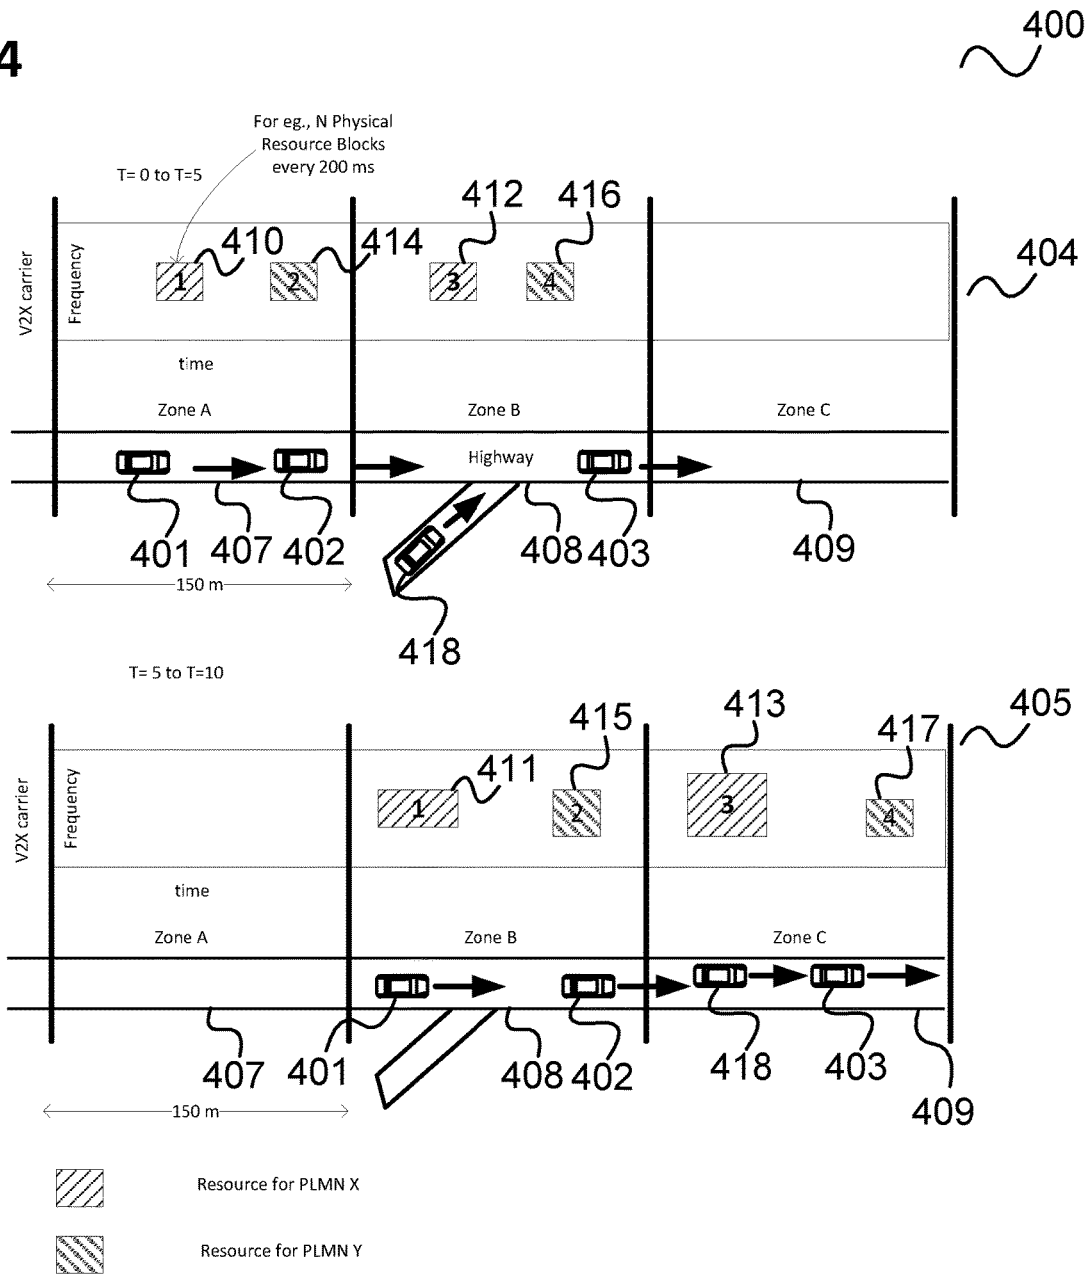 400
4
For eg., N Physical
Resource Blocks
every 200 ms
T= 0 to T=5
412 416
410 414
404
V2X carrier
Frequency
1 2 3 4
time
Zone A Zone B Zone C
Highway
401 407 402 408 403 409
150 m
418
T= 5 to T=10
415 413 417 405
411
V2X carrier
Frequency
1 2 3 4
time
Zone A Zone B Zone C
407 401 408 402 418 403
409
150 m
Resource for PLMN X
Resource for PLMN Y